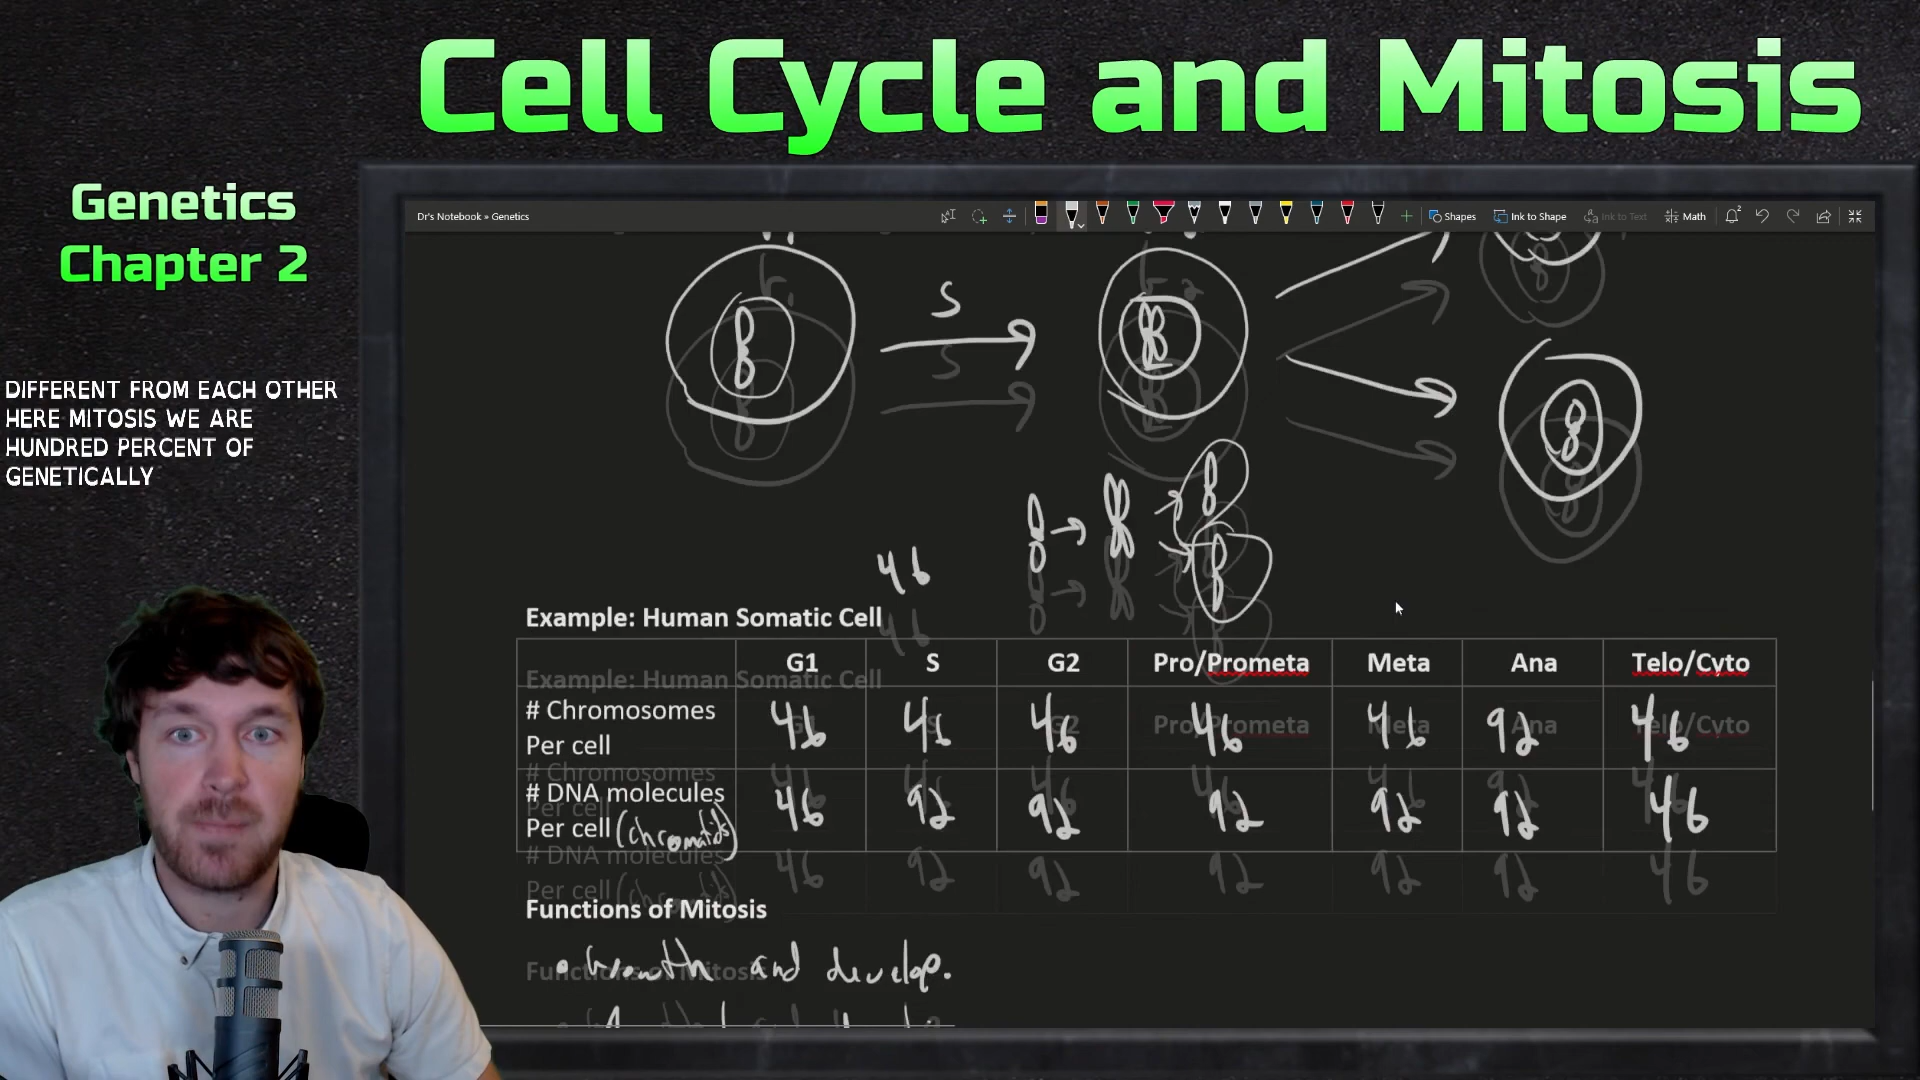 Cell Cycle and Mitosis
Genetics
Chapter 2
DIFFERENT FROM EACH OTHER
HERE MITOSIS WE ARE
HUNDRED PERCENT OF
GENETICALLY
Dr's Notebook » Genetics
Shapes
Ink to Shape
Ink to Text
Math
S
46
Example: Human Somatic Cell
G1 S G2 Pro/Prometa Meta Ana Telo/Cyto
# Chromosomes
Per cell 46 46 46 46 46 92 46
# DNA molecules
Per cell (chromatids) 46 92 92 92 92 92 46
Functions of Mitosis
• Growth and develop.